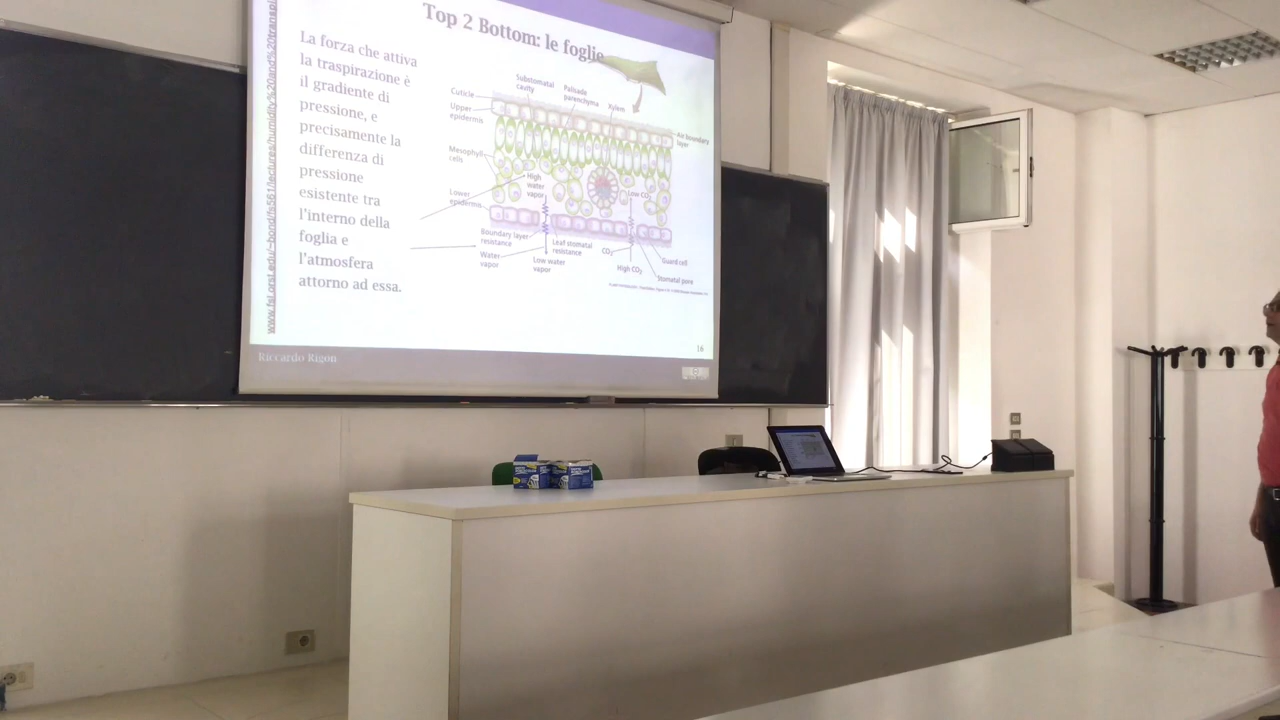 Top 2 Bottom: le foglie
La forza che attiva
la traspirazione è
il gradiente di
pressione, e
precisamente la
differenza di
pressione
esistente tra
l'interno della
foglia e
l'atmosfera
attorno ad essa.
Cuticle
Upper
epidermis
Mesophyll
cells
Lower
epidermis
Substomatal
cavity
Palisade
parenchyma
Xylem
Air boundary
layer
High
water
vapor
Low CO2
Boundary layer
resistance
Water
vapor
Leaf stomatal
resistance
Low water
vapor
CO2
High CO2
Guard cell
Stomatal pore
16
Riccardo Rigon